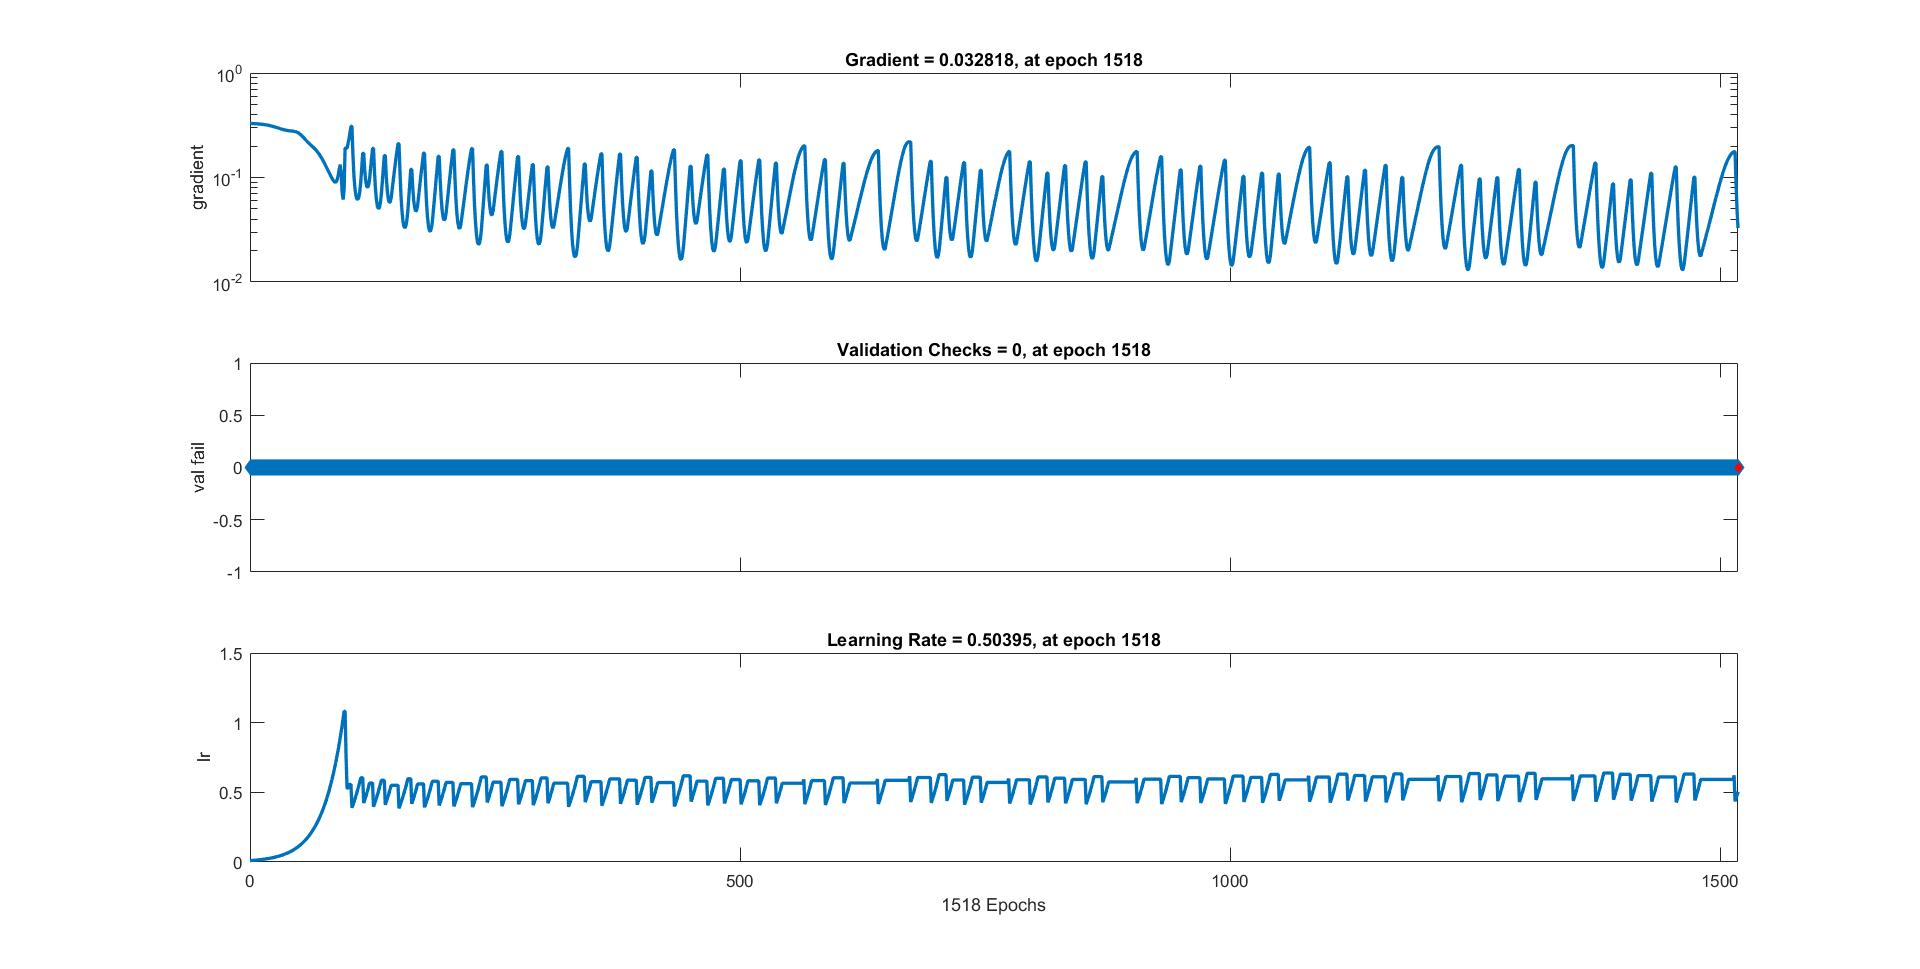 Gradient = 0.032818, at epoch 1518
10^0
10^-1
10^-2
gradient
Validation Checks = 0, at epoch 1518
1
0.5
0
-0.5
-1
val fail
Learning Rate = 0.50395, at epoch 1518
1.5
1
0.5
0
lr
0 500 1000 1500
1518 Epochs